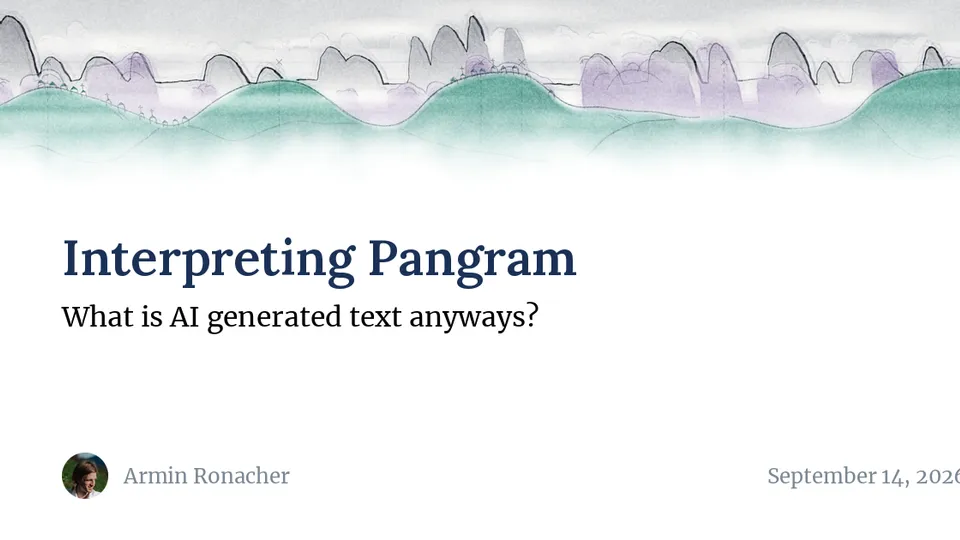 Interpreting Pangram
What is AI generated text anyways?
Armin Ronacher
September 14, 2026